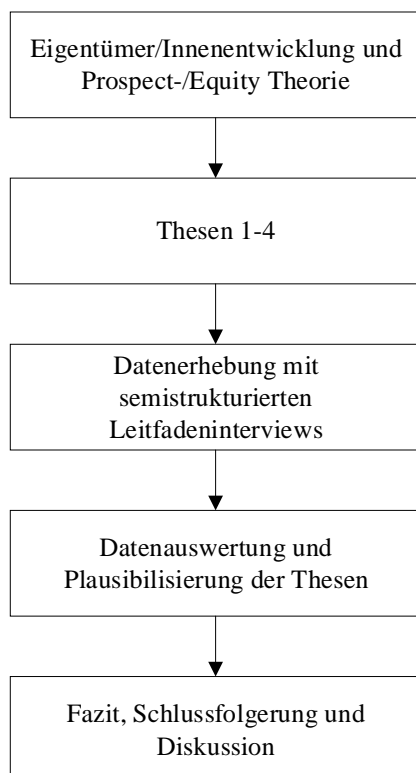 Eigentümer/Innenentwicklung und
Prospect-/Equity Theorie
Thesen 1-4
Datenerhebung mit
semistrukturierten
Leitfadeninterviews
Datenauswertung und
Plausibilisierung der Thesen
Fazit, Schlussfolgerung und
Diskussion